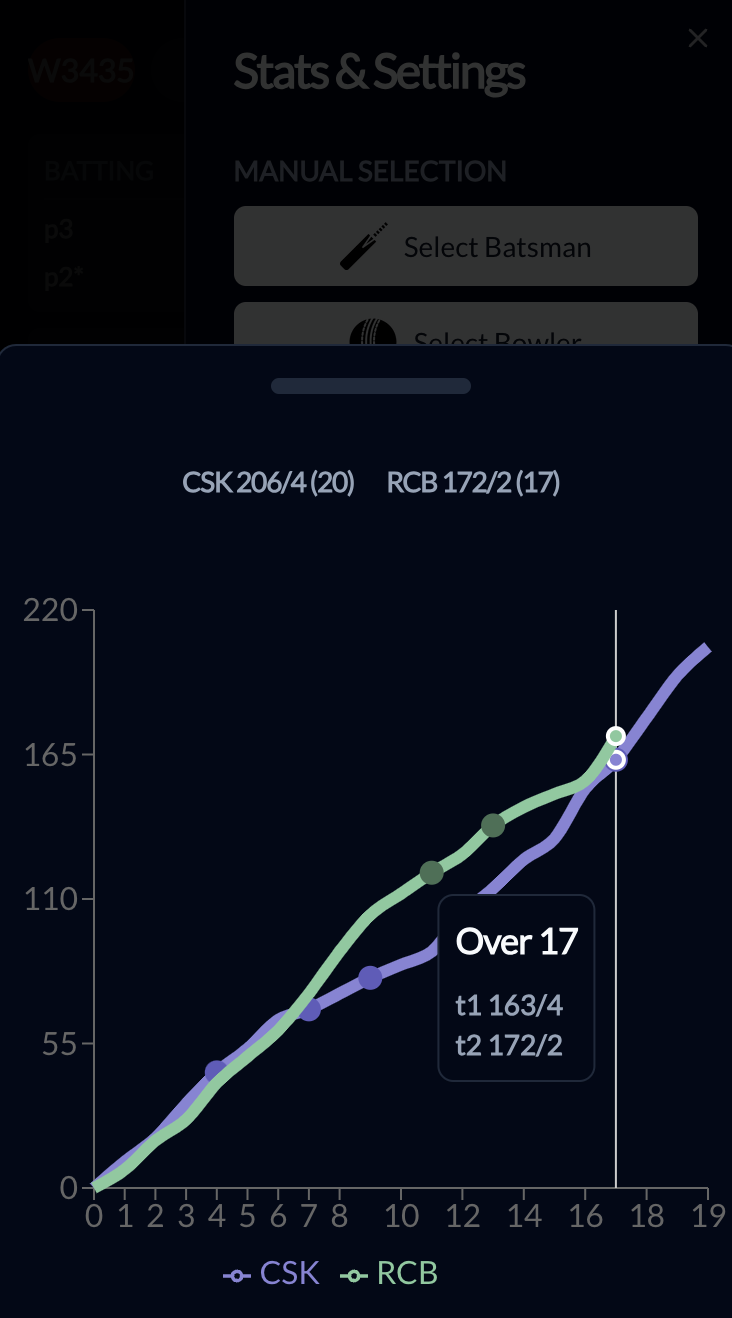 W3435
Stats & Settings
BATTING
MANUAL SELECTION
p3
p2*
Select Batsman
Select Bowler
CSK 206/4 (20) RCB 172/2 (17)
220
165
110
55
0
Over 17
t1 163/4
t2 172/2
0 1 2 3 4 5 6 7 8 10 12 14 16 18 19
CSK RCB